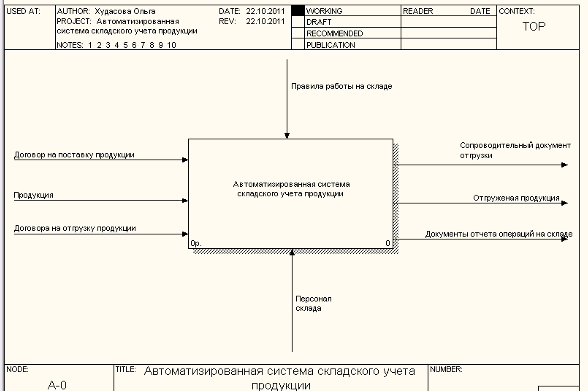 USED AT:
AUTHOR: Худасова Ольга
DATE: 22.10.2011
PROJECT: Автоматизированная
REV: 22.10.2011
система складского учета продукции
NOTES: 1 2 3 4 5 6 7 8 9 10
WORKING
DRAFT
RECOMMENDED
PUBLICATION
READER DATE
CONTEXT:
TOP
Правила работы на складе
Договор на поставку продукции
Продукция
Договора на отгрузку продукции
Автоматизированная система
складского учета продукции
0р.
0
Сопроводительный документ
отгрузки
Отгруженая продукция
Документы отчета операций на складе
Персонал
склада
NODE:
A-0
TITLE: Автоматизированная система складского учета
продукции
NUMBER: